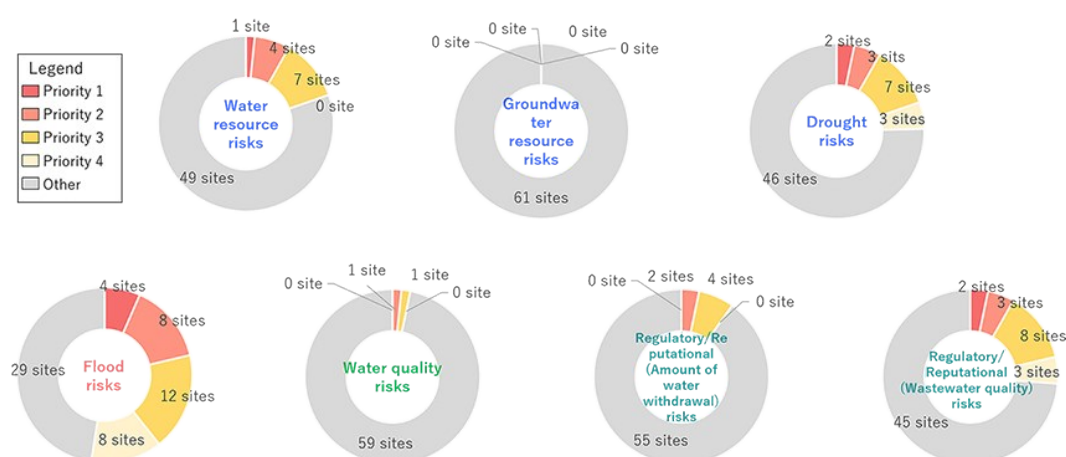 Legend
Priority 1
Priority 2
Priority 3
Priority 4
Other
1 site
4 sites
7 sites
0 site
49 sites
Water
resource
risks
0 site
0 site
0 site
0 site
61 sites
Groundwa
ter
resource
risks
2 sites
3 sits
7 sites
3 sites
46 sites
Drought
risks
4 sites
8 sites
12 sites
8 sites
29 sites
Flood
risks
0 site
1 site
1 site
0 site
59 sites
Water quality
risks
0 site
2 sites
4 sites
0 site
55 sites
Regulatory/Re
putational
(Amount of
water
withdrawal)
risks
2 sites
3 sites
8 sites
3 sites
45 sites
Regulatory/
Reputational
(Wastewater quality)
risks